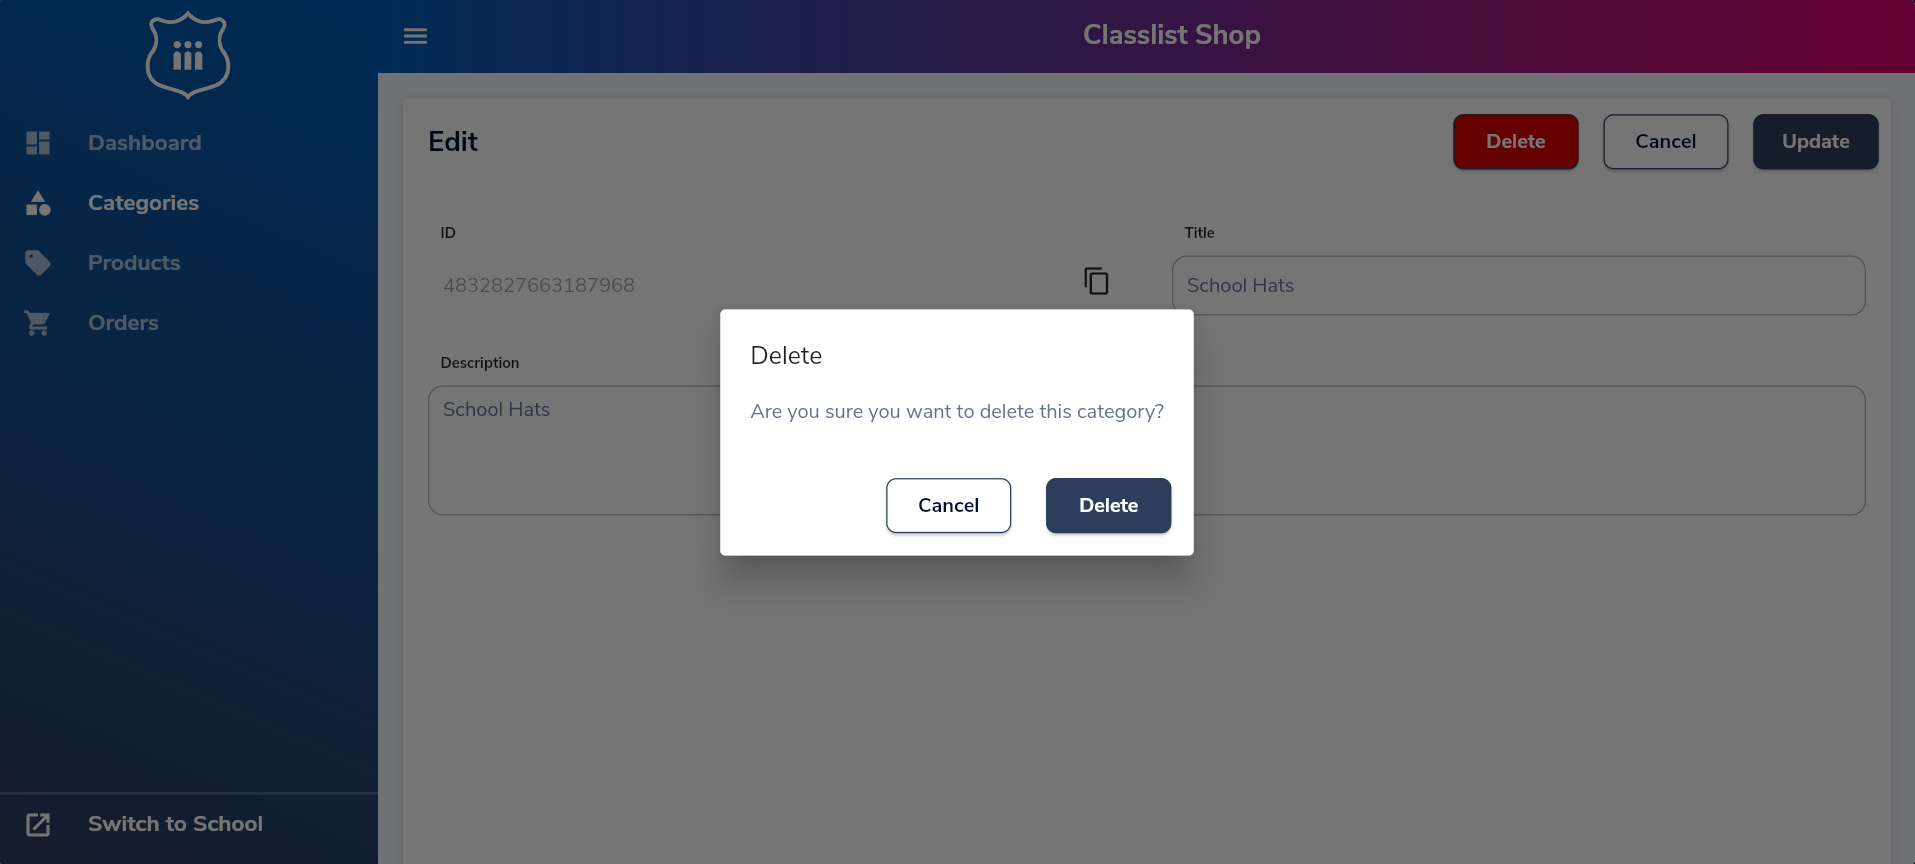 Classlist Shop
Dashboard
Categories
Products
Orders
Switch to School
Edit
Delete
Cancel
Update
ID
4832827663187968
Title
School Hats
Description
School Hats
Delete
Are you sure you want to delete this category?
Cancel
Delete